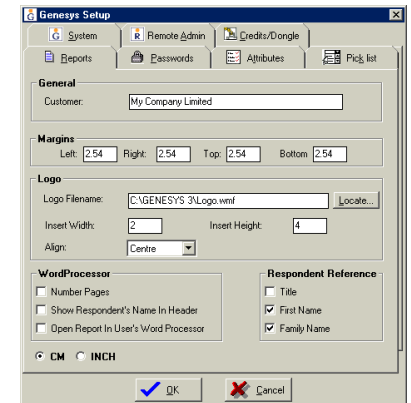 Genesys Setup
System Remote Admin Credits/Dongle
Reports Passwords Attributes Pick list
General
Customer: My Company Limited
Margins
Left: 2.54 Right: 2.54 Top: 2.54 Bottom 2.54
Logo
Logo Filename: C:\GENESYS 3\Logo.wmf Locate...
Insert Width: 2 Insert Height: 4
Align: Centre
WordProcessor Respondent Reference
Number Pages Title
Show Respondent's Name In Header First Name
Open Report In User's Word Processor Family Name
CM INCH
OK Cancel